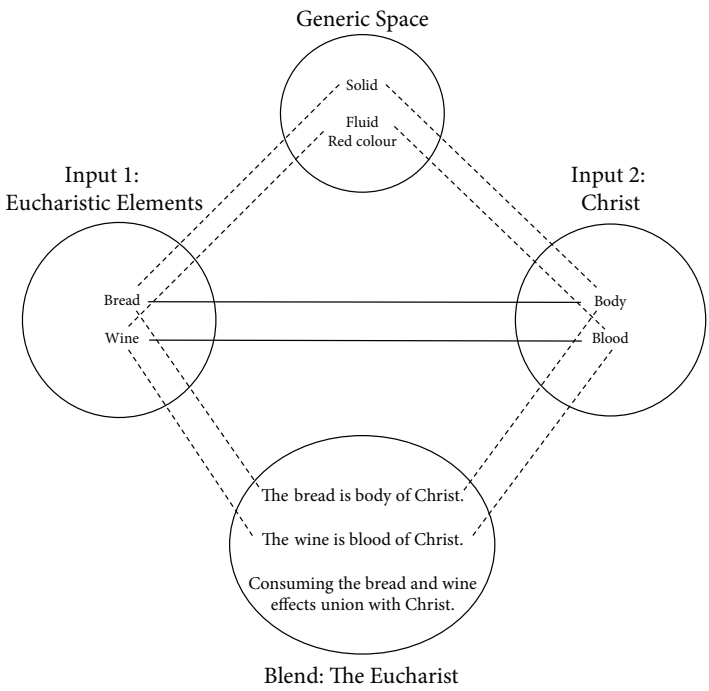 Generic Space
Solid
Fluid
Red colour
Input 1:
Eucharistic Elements
Input 2:
Christ
Bread
Wine
Body
Blood
The bread is body of Christ.
The wine is blood of Christ.
Consuming the bread and wine
effects union with Christ.
Blend: The Eucharist